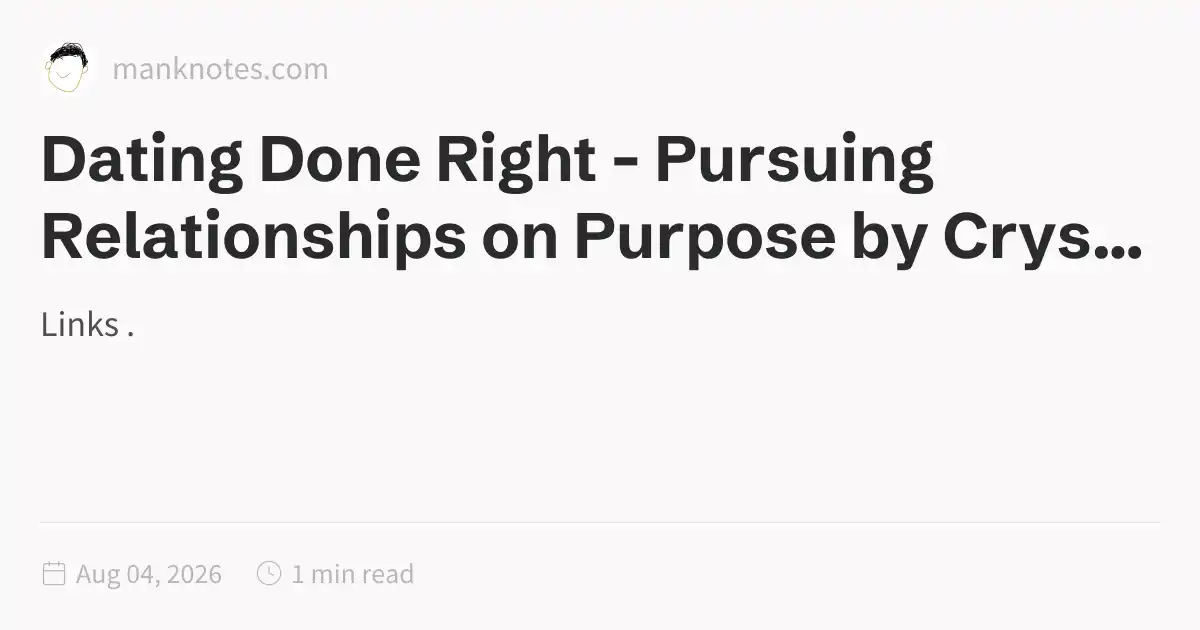 manknotes.com
Dating Done Right - Pursuing
Relationships on Purpose by Crys...
Links .
Aug 04, 2026 1 min read